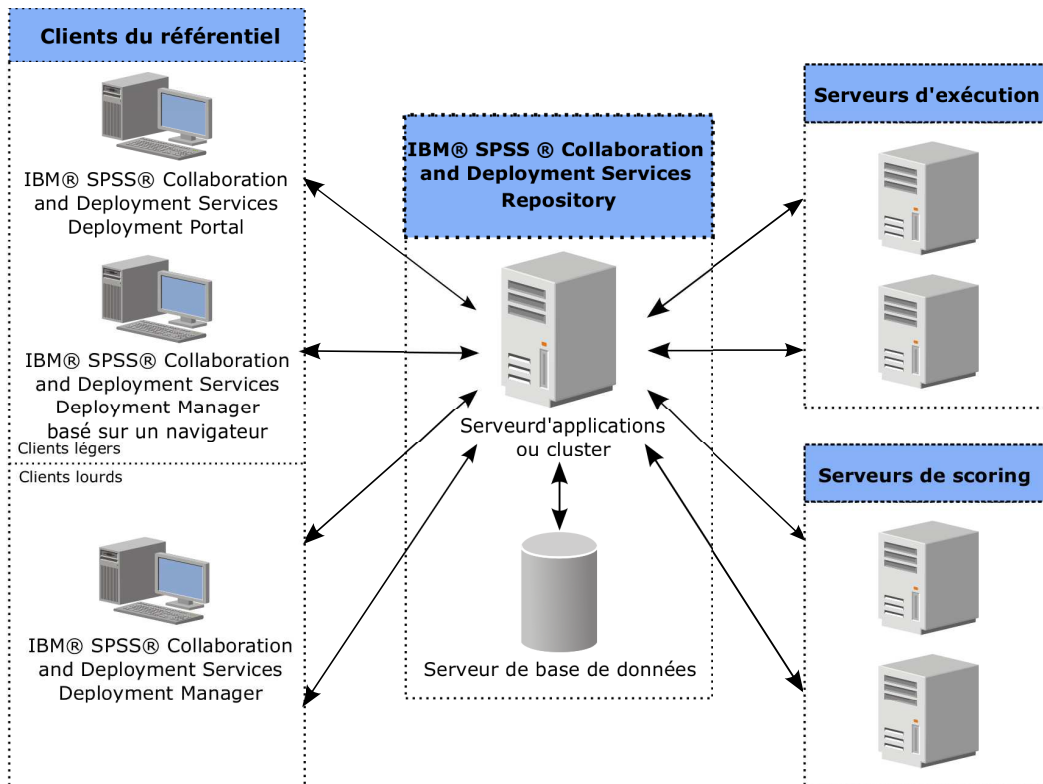 Clients du référentiel
IBM® SPSS® Collaboration
and Deployment Services
Deployment Portal
IBM® SPSS® Collaboration
and Deployment Services
Deployment Manager
basé sur un navigateur
Clients légers
Clients lourds
IBM® SPSS® Collaboration
and Deployment Services
Deployment Manager
IBM® SPSS ® Collaboration
and Deployment Services
Repository
Serveurd'applications
ou cluster
Serveur de base de données
Serveurs d'exécution
Serveurs de scoring